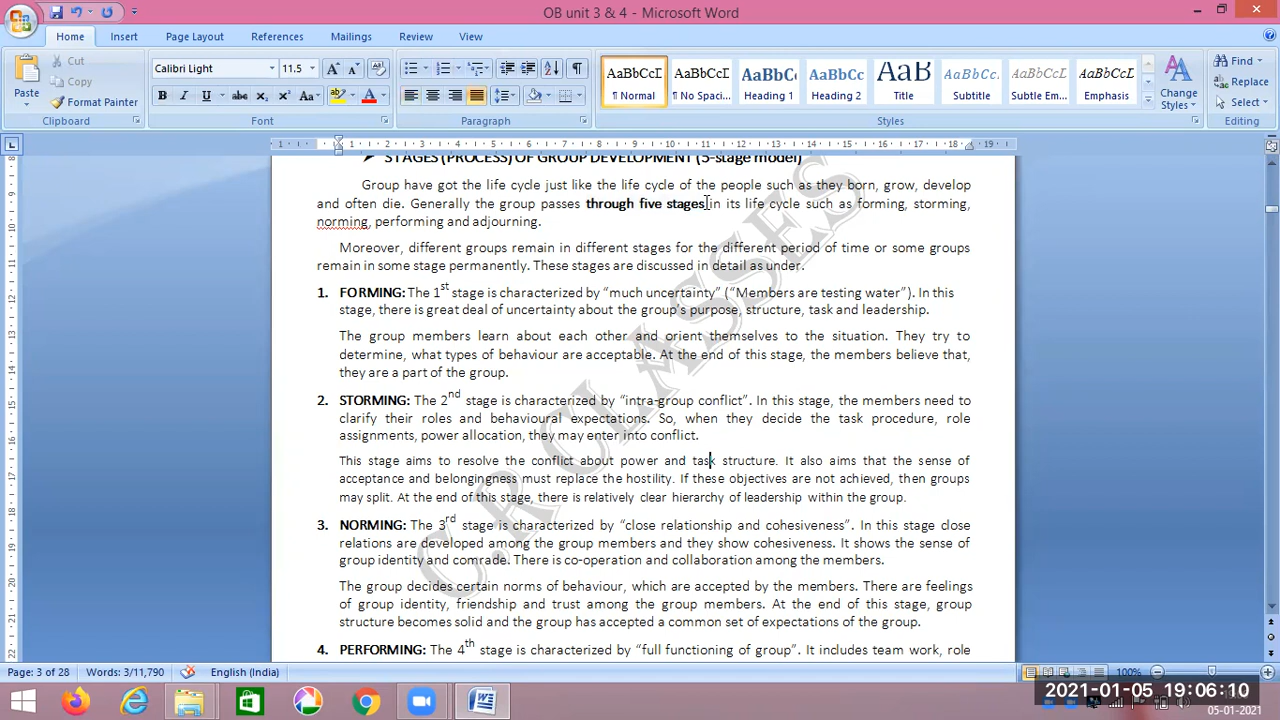 OB unit 3 & 4 - Microsoft Word
Home Insert Page Layout References Mailings Review View
Paste
Cut
Copy
Format Painter
Clipboard
Calibri Light 11.5
Font
Paragraph
AaBbCcL AaBbCcL AaBbCc AaBbCc AaB AaBbCcL AaBbCcL AaBbCcL
¶ Normal ¶ No Spaci... Heading 1 Heading 2 Title Subtitle Subtle Em... Emphasis
Change Styles
Styles
Find
Replace
Select
Editing
STAGES (PROCESS) OF GROUP DEVELOPMENT (5-stage model)
Group have got the life cycle just like the life cycle of the people such as they born, grow, develop
and often die. Generally the group passes through five stages in its life cycle such as forming, storming,
norming, performing and adjourning.
Moreover, different groups remain in different stages for the different period of time or some groups
remain in some stage permanently. These stages are discussed in detail as under.
1. FORMING: The 1st stage is characterized by “much uncertainty” (“Members are testing water”). In this
stage, there is great deal of uncertainty about the group’s purpose, structure, task and leadership.
The group members learn about each other and orient themselves to the situation. They try to
determine, what types of behaviour are acceptable. At the end of this stage, the members believe that,
they are a part of the group.
2. STORMING: The 2nd stage is characterized by “intra-group conflict”. In this stage, the members need to
clarify their roles and behavioural expectations. So, when they decide the task procedure, role
assignments, power allocation, they may enter into conflict.
This stage aims to resolve the conflict about power and task structure. It also aims that the sense of
acceptance and belongingness must replace the hostility. If these objectives are not achieved, then groups
may split. At the end of this stage, there is relatively clear hierarchy of leadership within the group.
3. NORMING: The 3rd stage is characterized by “close relationship and cohesiveness”. In this stage close
relations are developed among the group members and they show cohesiveness. It shows the sense of
group identity and comrade. There is co-operation and collaboration among the members.
The group decides certain norms of behaviour, which are accepted by the members. There are feelings
of group identity, friendship and trust among the group members. At the end of this stage, group
structure becomes solid and the group has accepted a common set of expectations of the group.
4. PERFORMING: The 4th stage is characterized by “full functioning of group”. It includes team work, role
C.R CLASSES
Page: 3 of 28 Words: 3/11,790 English (India) 100%
2021-01-05 19:06:10
05-01-2021